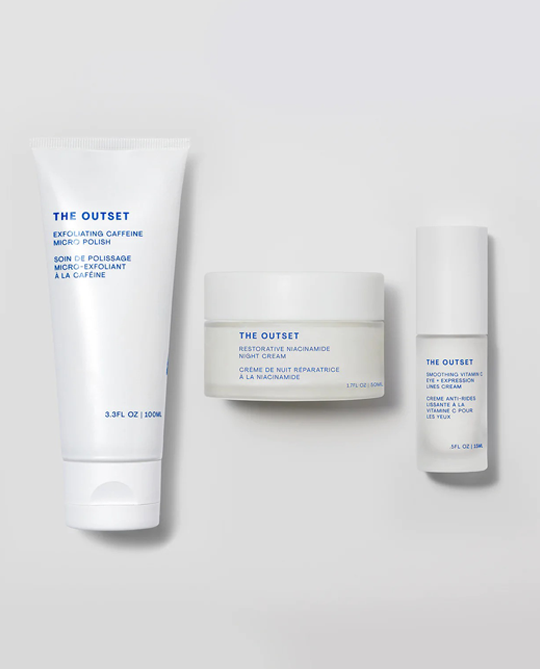 THE OUTSET
EXFOLIATING CAFFEINE
MICRO POLISH
SOIN DE POLISSAGE
MICRO-EXFOLIANT
À LA CAFÉINE
3.3FL OZ | 100ML
THE OUTSET
RESTORATIVE NIACINAMIDE
NIGHT CREAM
CRÈME DE NUIT RÉPARATRICE
À LA NIACINAMIDE
1.7FL OZ | 50ML
THE OUTSET
SMOOTHING VITAMIN C
EYE + EXPRESSION
LINES CREAM
CRÈME ANTI-RIDES
LISSANTE À LA
VITAMINE C POUR
LES YEUX
.5FL OZ | 15ML